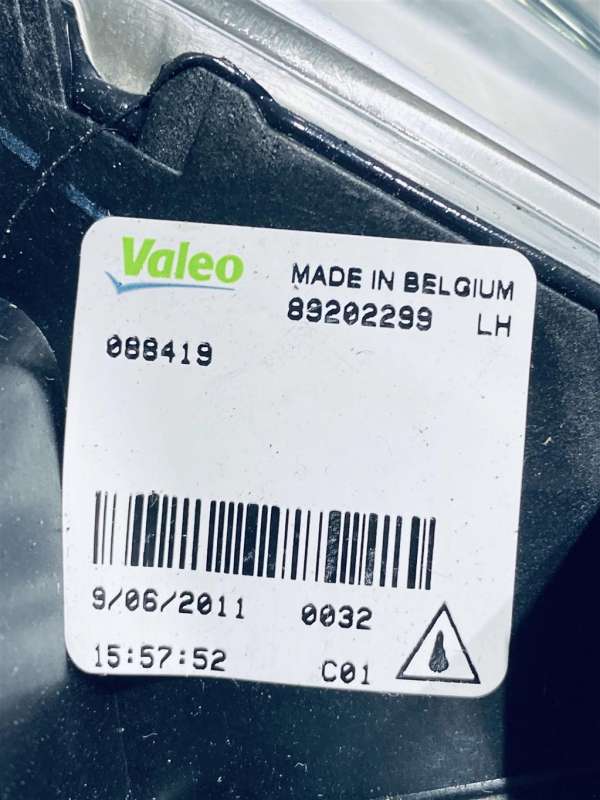 Valeo
MADE IN BELGIUM
89202299 LH
088419
9/06/2011 0032
15:57:52 C01